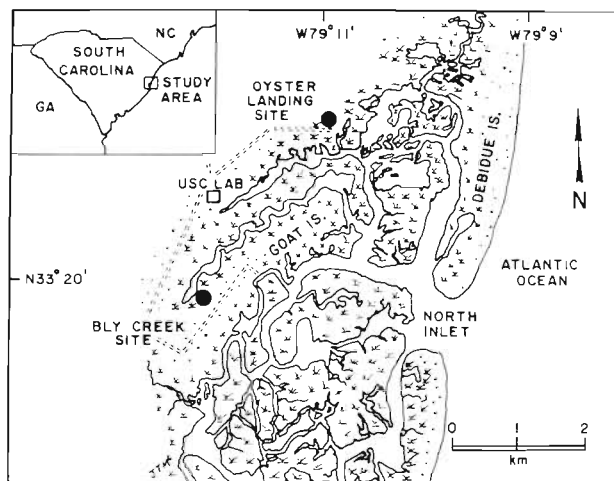 NC
SOUTH
CAROLINA
STUDY
AREA
GA
W79° 11'
W79° 9'
OYSTER
LANDING
SITE
DEBIDUE IS.
N
USC LAB
GOAT IS.
ATLANTIC
OCEAN
N33° 20'
NORTH
INLET
BLY CREEK
SITE
0 1 2
km